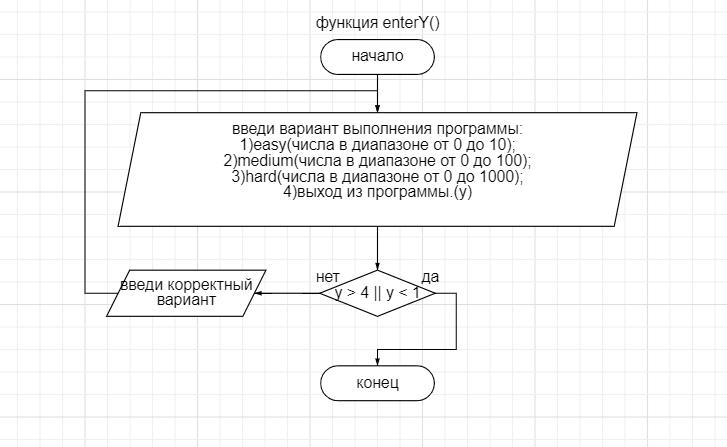 функция enterY()
начало
введи вариант выполнения программы:
1)easy(числа в диапазоне от 0 до 10);
2)medium(числа в диапазоне от 0 до 100);
3)hard(числа в диапазоне от 0 до 1000);
4)выход из программы.(y)
нет
да
введи корректный
вариант
y > 4 || y < 1
конец